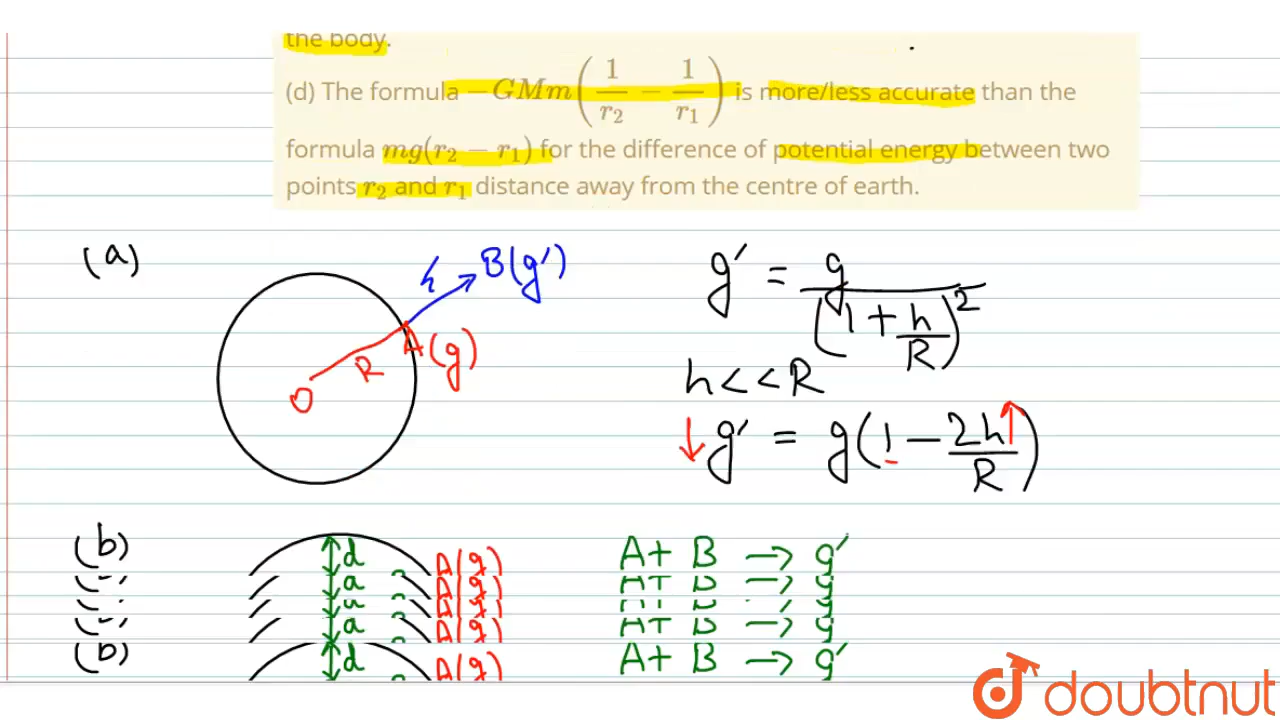 the body.
(d) The formula −GMm(1/r₂ − 1/r₁) is more/less accurate than the
formula mg(r₂ − r₁) for the difference of potential energy between two
points r₂ and r₁ distance away from the centre of earth.
(a)
h B(g′)
A(g)
R
O
g′ = g/(1+h/R)²
h<<R
↓g′ = g(1 − 2h↑/R)
(b) d A(g) A+ B → g′
(b) d A(g) A+ B → g′
doubtnut